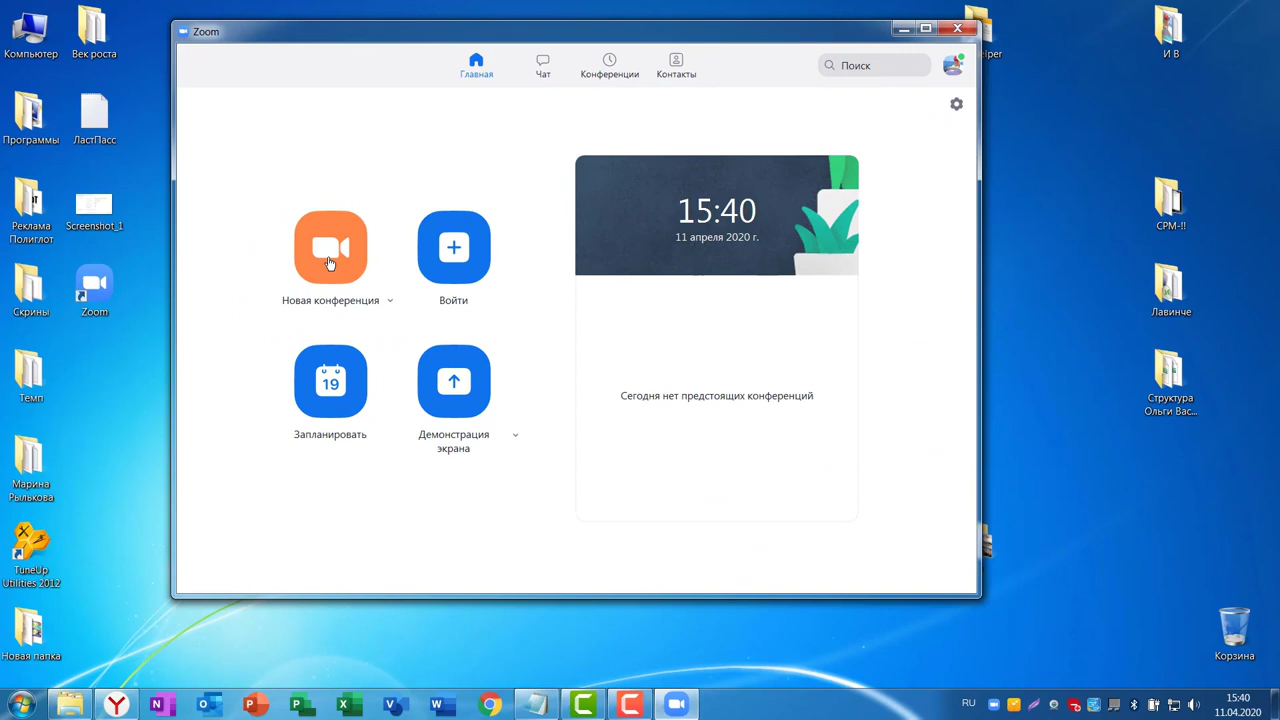 Компьютер
Век роста
Программы
ЛастПасс
Реклама
Полиглот
Screenshot_1
Скрины
Zoom
Темп
Марина
Рылькова
TuneUp
Utilities 2012
Новая папка
Zoom
Главная
Чат
Конференции
Контакты
Поиск
Новая конференция
Войти
19
Запланировать
Демонстрация
экрана
15:40
11 апреля 2020 г.
Сегодня нет предстоящих конференций
elper
И В
СРМ-!!
Лавинче
Структура
Ольги Вас...
Корзина
RU
15:40
11.04.2020